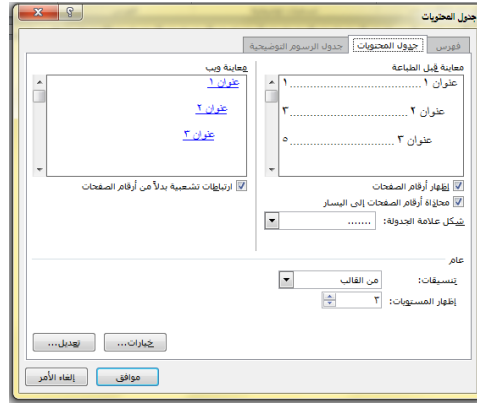 جدول المحتويات
فهرس
جدول المحتويات
جدول الرسوم التوضيحية
معاينة قبل الطباعة
عنوان ١ ........................................ ١
عنوان ٢ ................................ ٣
عنوان ٣ ........................ ٥
معاينة ويب
عنوان ١
عنوان ٢
عنوان ٣
إظهار أرقام الصفحات
محاذاة أرقام الصفحات إلى اليسار
شكل علامة الجدولة: .......
ارتباطات تشعبية بدلاً من أرقام الصفحات
عام
تنسيقات: من القالب
إظهار المستويات: ٣
خيارات...
تعديل...
موافق
إلغاء الأمر